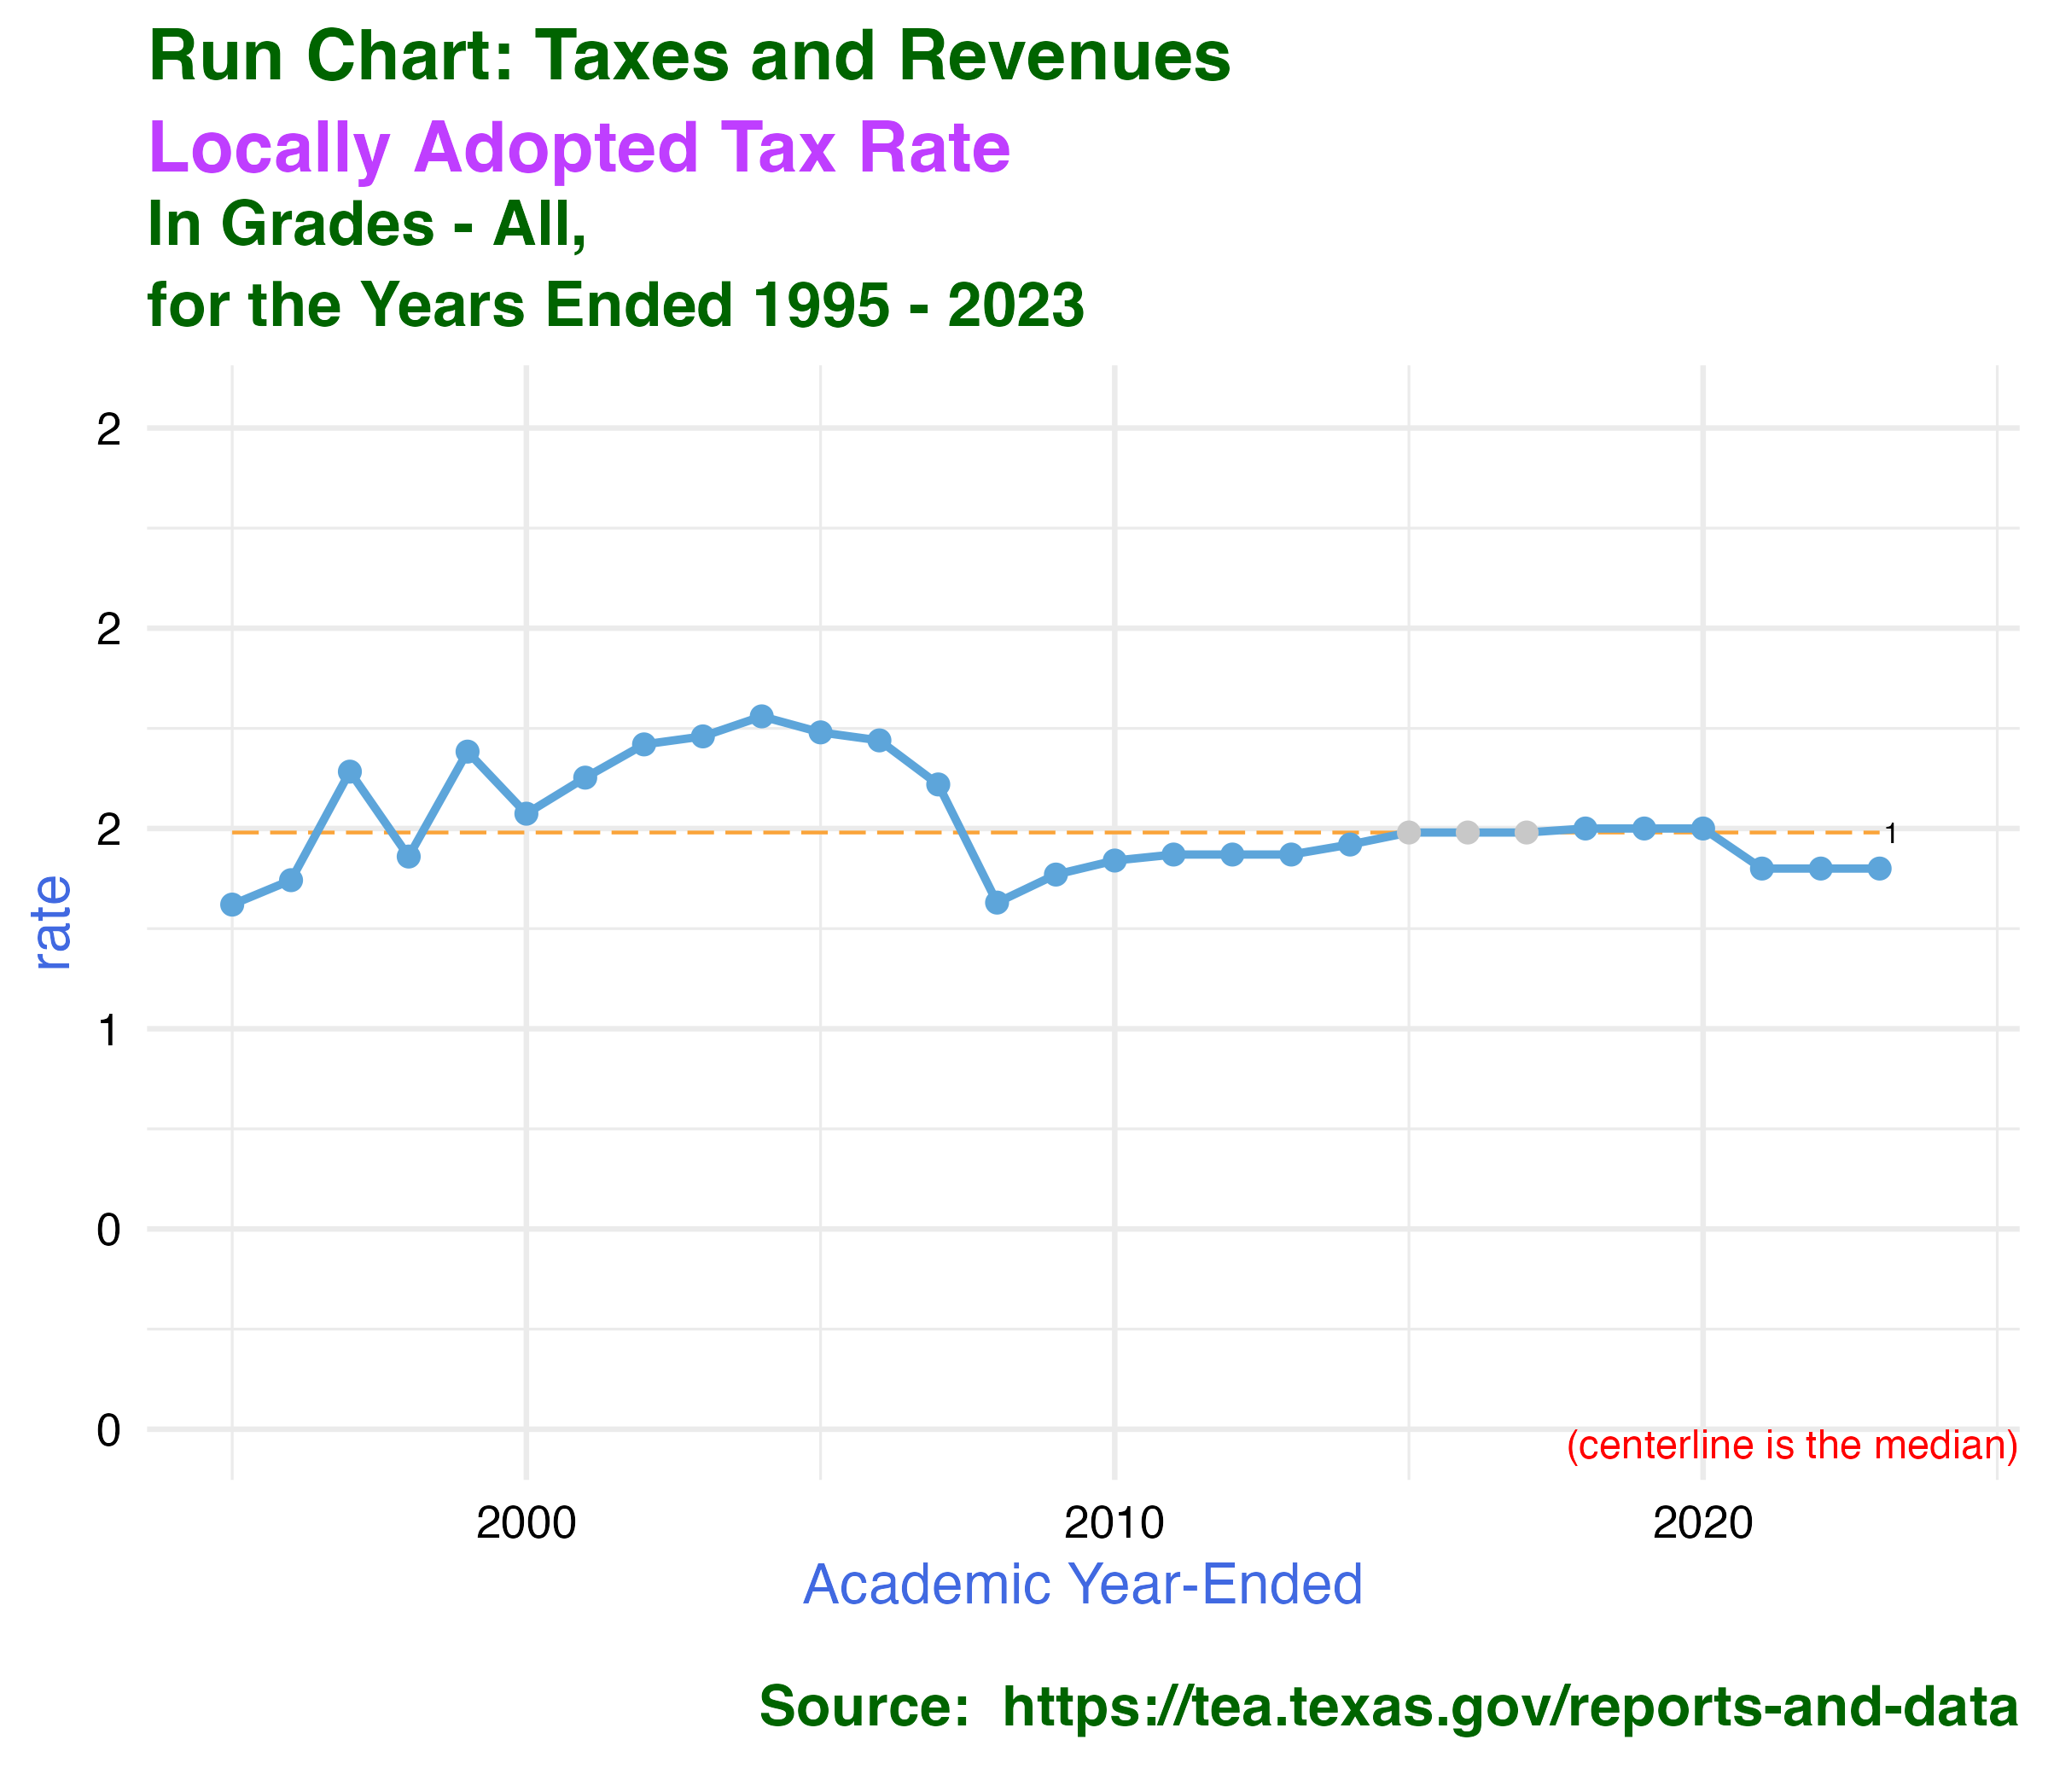 Run Chart: Taxes and Revenues
Locally Adopted Tax Rate
In Grades - All,
for the Years Ended 1995 - 2023
2
2
2
1
0
0
1
rate
(centerline is the median)
2000 2010 2020
Academic Year-Ended
Source:  https://tea.texas.gov/reports-and-data